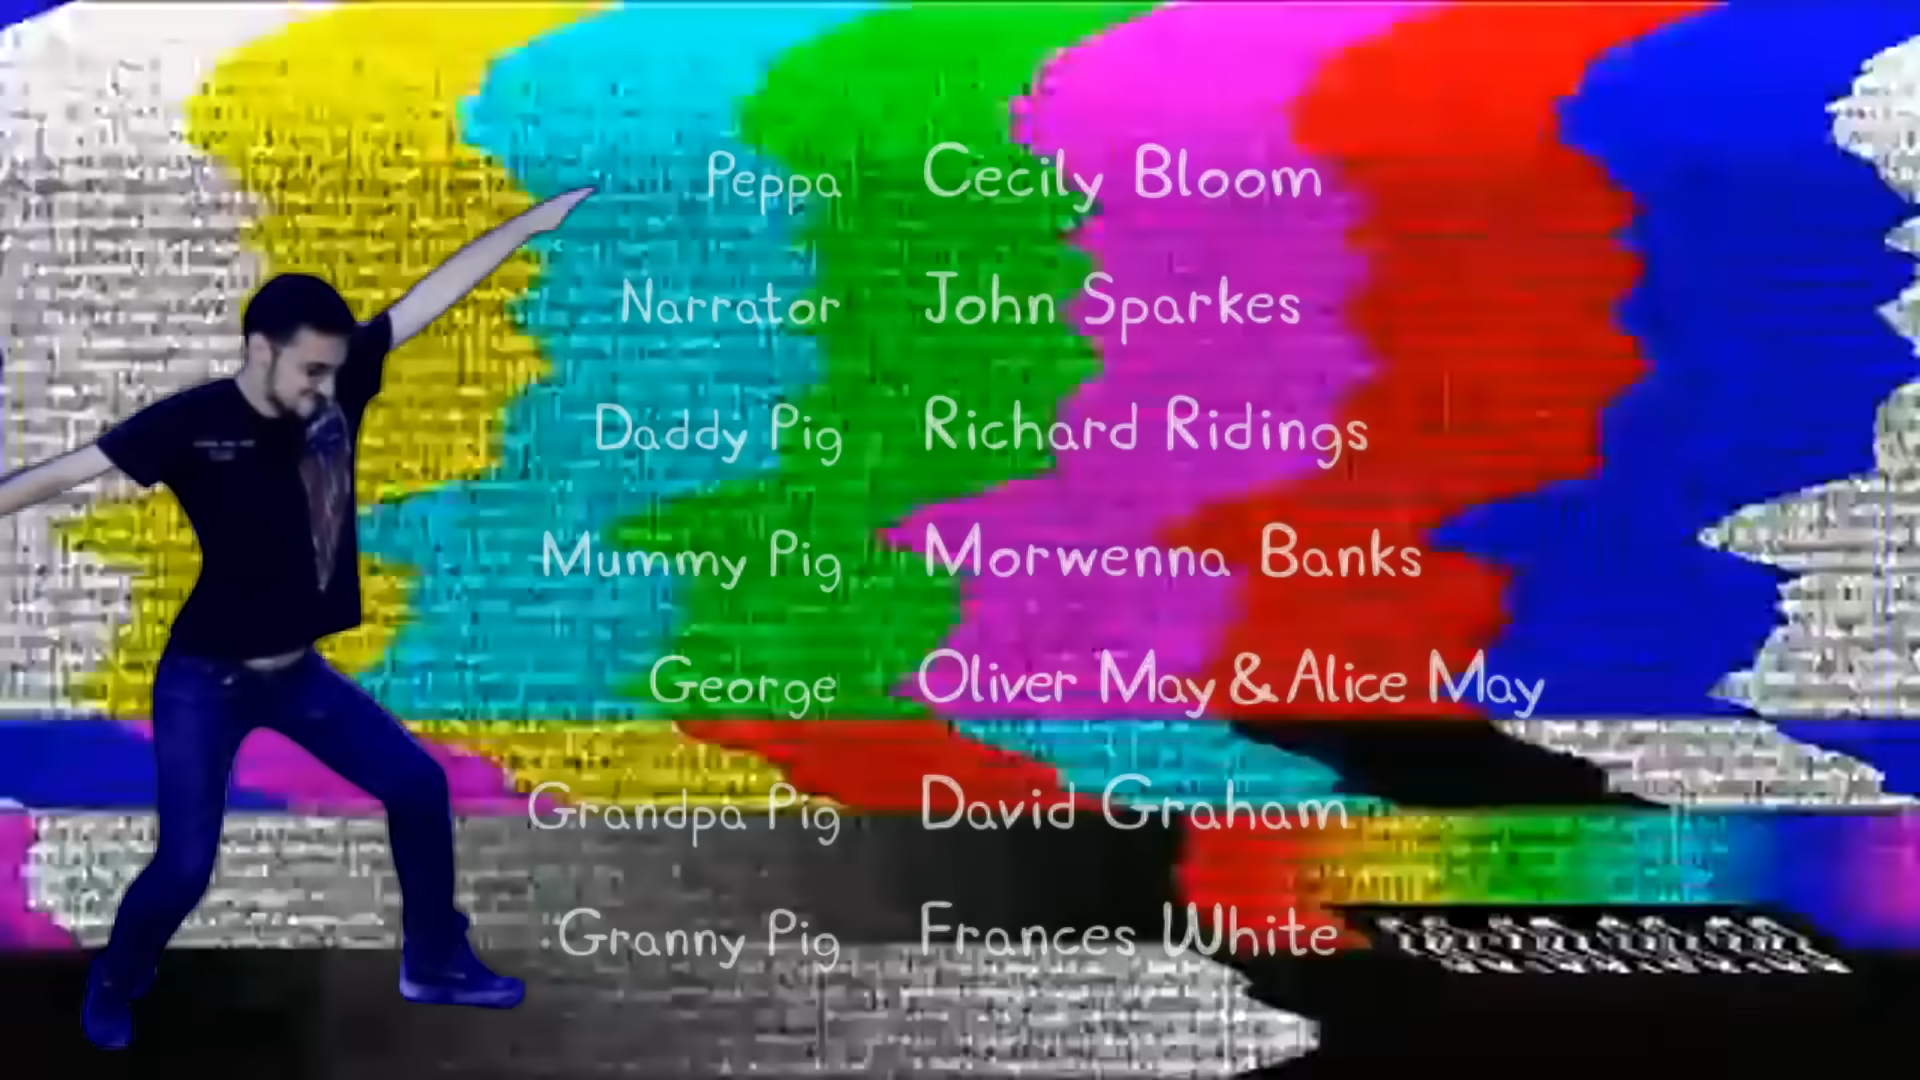 Peppa Cecily Bloom
Narrator John Sparkes
Daddy Pig Richard Ridings
Mummy Pig Morwenna Banks
George Oliver May & Alice May
Grandpa Pig David Graham
Granny Pig Frances White